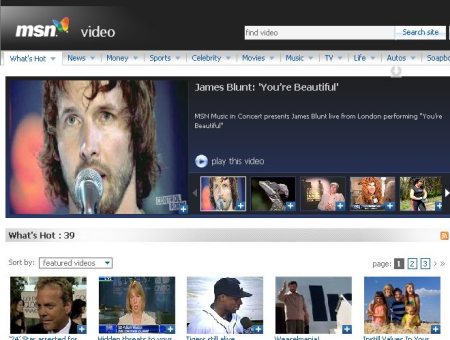 msn video
find video Search site
What's Hot News Money Sports Celebrity Movies Music TV Life Autos Soapbo
James Blunt: 'You're Beautiful'
MSN Music in Concert presents James Blunt live from London performing "You're
Beautiful"
play this video
CENTRAL
What's Hot : 39
Sort by: featured videos page: 1 2 3 > »
'24' Star arrested for
Hidden threats to your
Tigers still alive
Weaselmania!
Instill Values In Your